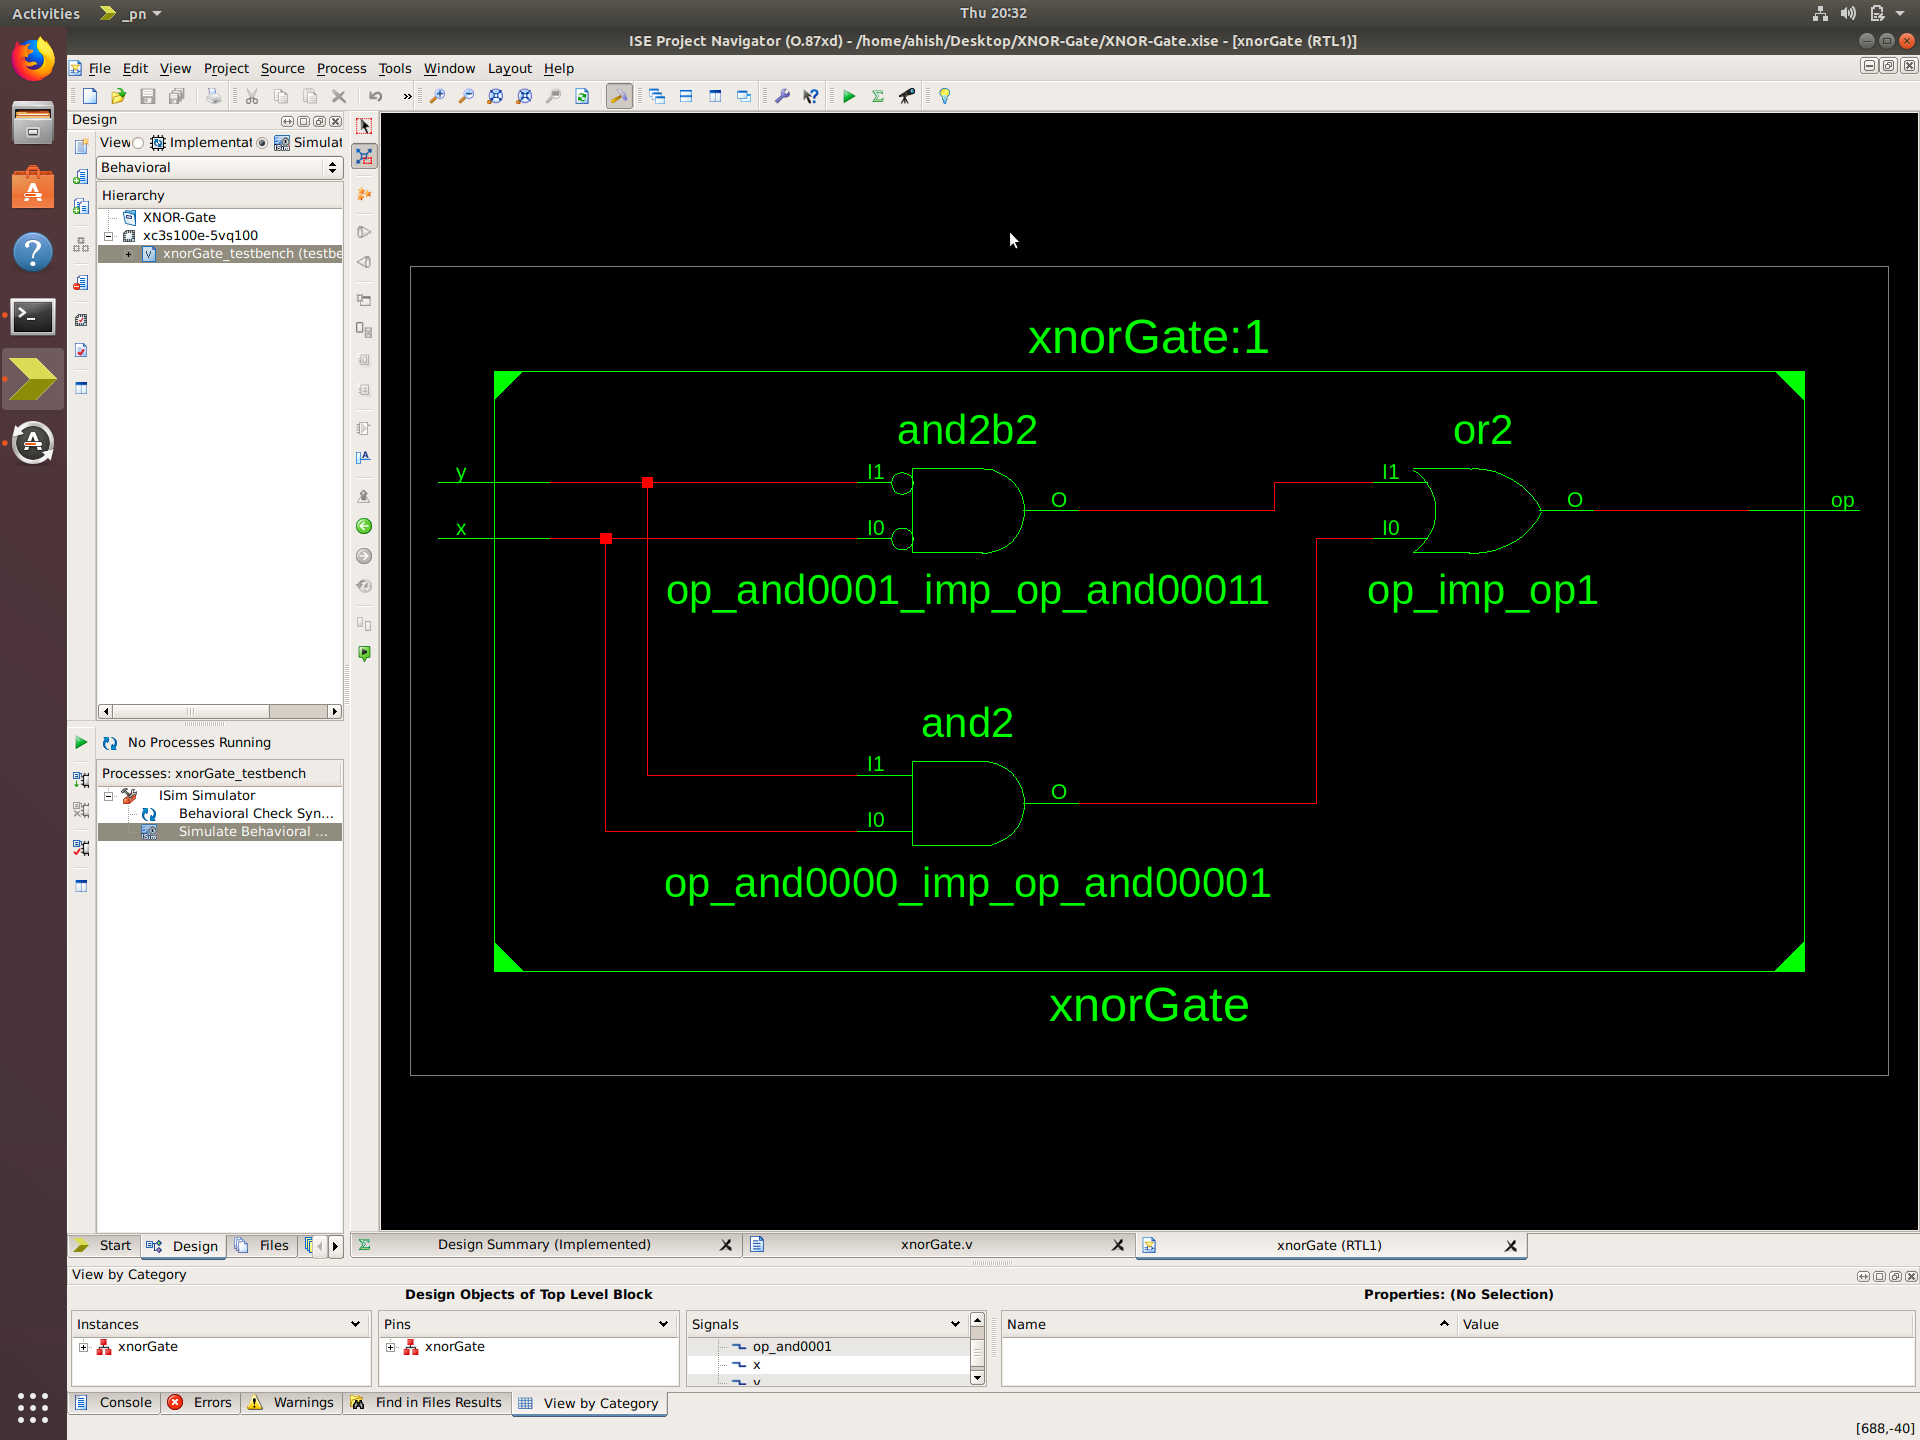 Activities _pn Thu 20:32
ISE Project Navigator (O.87xd) - /home/ahish/Desktop/XNOR-Gate/XNOR-Gate.xise - [xnorGate (RTL1)]
File Edit View Project Source Process Tools Window Layout Help
Design
View Implementat Simulat
Behavioral
Hierarchy
XNOR-Gate
xc3s100e-5vq100
xnorGate_testbench (testbe
No Processes Running
Processes: xnorGate_testbench
ISim Simulator
Behavioral Check Syn...
Simulate Behavioral ...
Start Design Files
xnorGate:1
and2b2 or2
y I1 O I1 O op
x I0 I0
op_and0001_imp_op_and00011 op_imp_op1
and2
I1 O
I0
op_and0000_imp_op_and00001
xnorGate
Design Summary (Implemented) xnorGate.v xnorGate (RTL1)
View by Category
Design Objects of Top Level Block Properties: (No Selection)
Instances Pins Signals Name Value
xnorGate xnorGate op_and0001
x
y
Console Errors Warnings Find in Files Results View by Category
[688,-40]